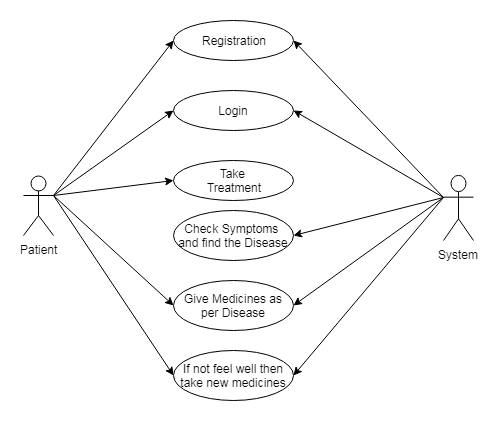 Registration
Login
Take
Treatment
Check Symptoms
and find the Disease
Patient
System
Give Medicines as
per Disease
If not feel well then
take new medicines